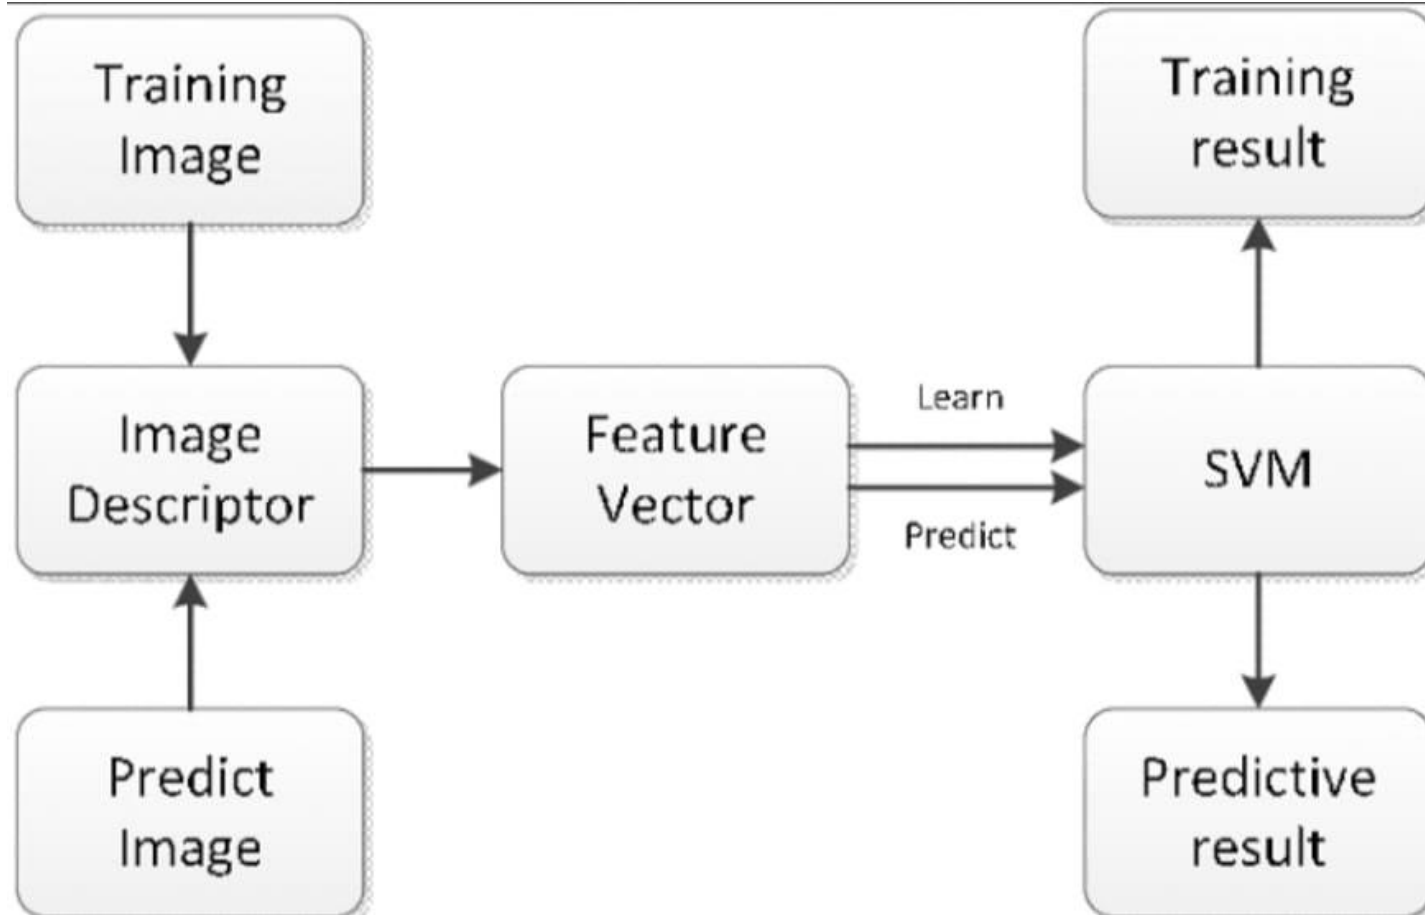 Training
Image
Training
result
Image
Descriptor
Feature
Vector
Learn
Predict
SVM
Predict
Image
Predictive
result